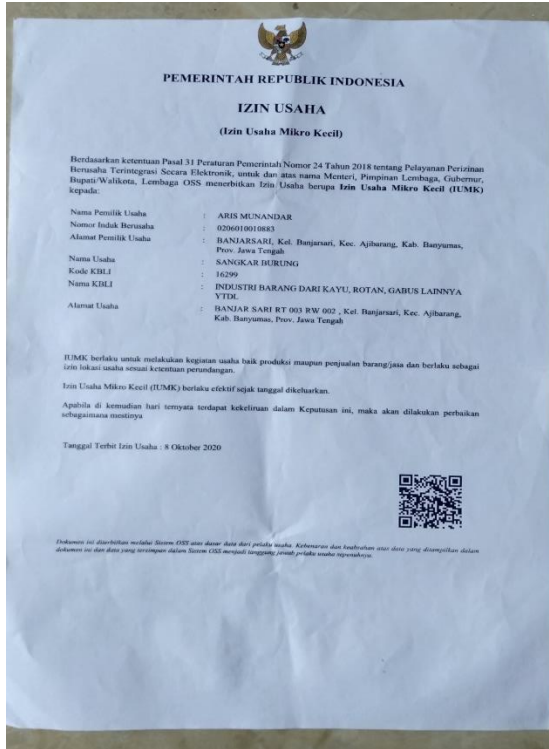 PEMERINTAH REPUBLIK INDONESIA
IZIN USAHA
(Izin Usaha Mikro Kecil)
Berdasarkan ketentuan Pasal 31 Peraturan Pemerintah Nomor 24 Tahun 2018 tentang Pelayanan Perizinan
Berusaha Terintegrasi Secara Elektronik, untuk dan atas nama Menteri, Pimpinan Lembaga, Gubernur,
Bupati/Walikota, Lembaga OSS menerbitkan Izin Usaha berupa Izin Usaha Mikro Kecil (IUMK)
kepada:
Nama Pemilik Usaha : ARIS MUNANDAR
Nomor Induk Berusaha : 0206010010883
Alamat Pemilik Usaha : BANJARSARI, Kel. Banjarsari, Kec. Ajibarang, Kab. Banyumas,
Prov. Jawa Tengah
Nama Usaha : SANGKAR BURUNG
Kode KBLI : 16299
Nama KBLI : INDUSTRI BARANG DARI KAYU, ROTAN, GABUS LAINNYA
YTDL
Alamat Usaha : BANJAR SARI RT 003 RW 002 , Kel. Banjarsari, Kec. Ajibarang,
Kab. Banyumas, Prov. Jawa Tengah
IUMK berlaku untuk melakukan kegiatan usaha baik produksi maupun penjualan barang/jasa dan berlaku sebagai
izin lokasi usaha sesuai ketentuan perundangan.
Izin Usaha Mikro Kecil (IUMK) berlaku efektif sejak tanggal dikeluarkan.
Apabila di kemudian hari ternyata terdapat kekeliruan dalam Keputusan ini, maka akan dilakukan perbaikan
sebagaimana mestinya
Tanggal Terbit Izin Usaha : 8 Oktober 2020
Dokumen ini diterbitkan melalui Sistem OSS atas dasar data dari pelaku usaha. Kebenaran dan keabsahan atas data yang ditampilkan dalam
dokumen ini dan data yang tersimpan dalam Sistem OSS menjadi tanggung jawab pelaku usaha sepenuhnya.